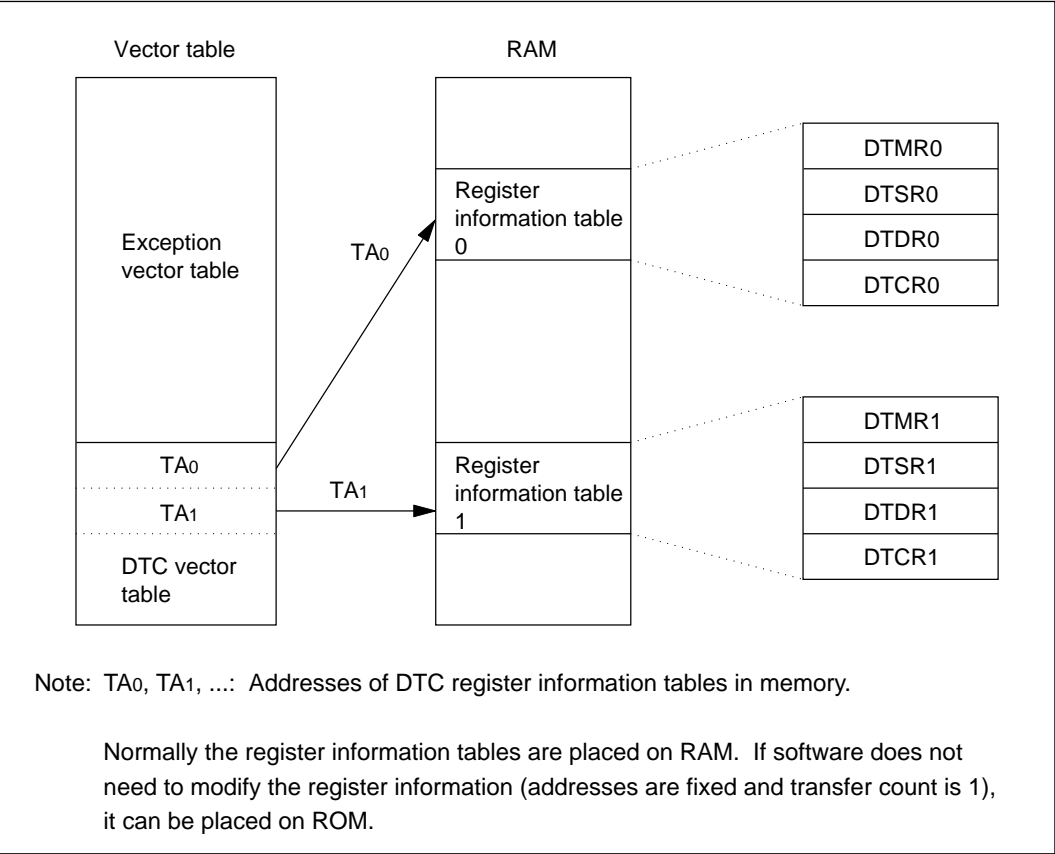 Vector table
RAM
Exception
vector table
TA0
TA1
DTC vector
table
TA0
TA1
Register
information table
0
Register
information table
1
DTMR0
DTSR0
DTDR0
DTCR0
DTMR1
DTSR1
DTDR1
DTCR1
Note: TA0, TA1, ...: Addresses of DTC register information tables in memory.
Normally the register information tables are placed on RAM. If software does not
need to modify the register information (addresses are fixed and transfer count is 1),
it can be placed on ROM.